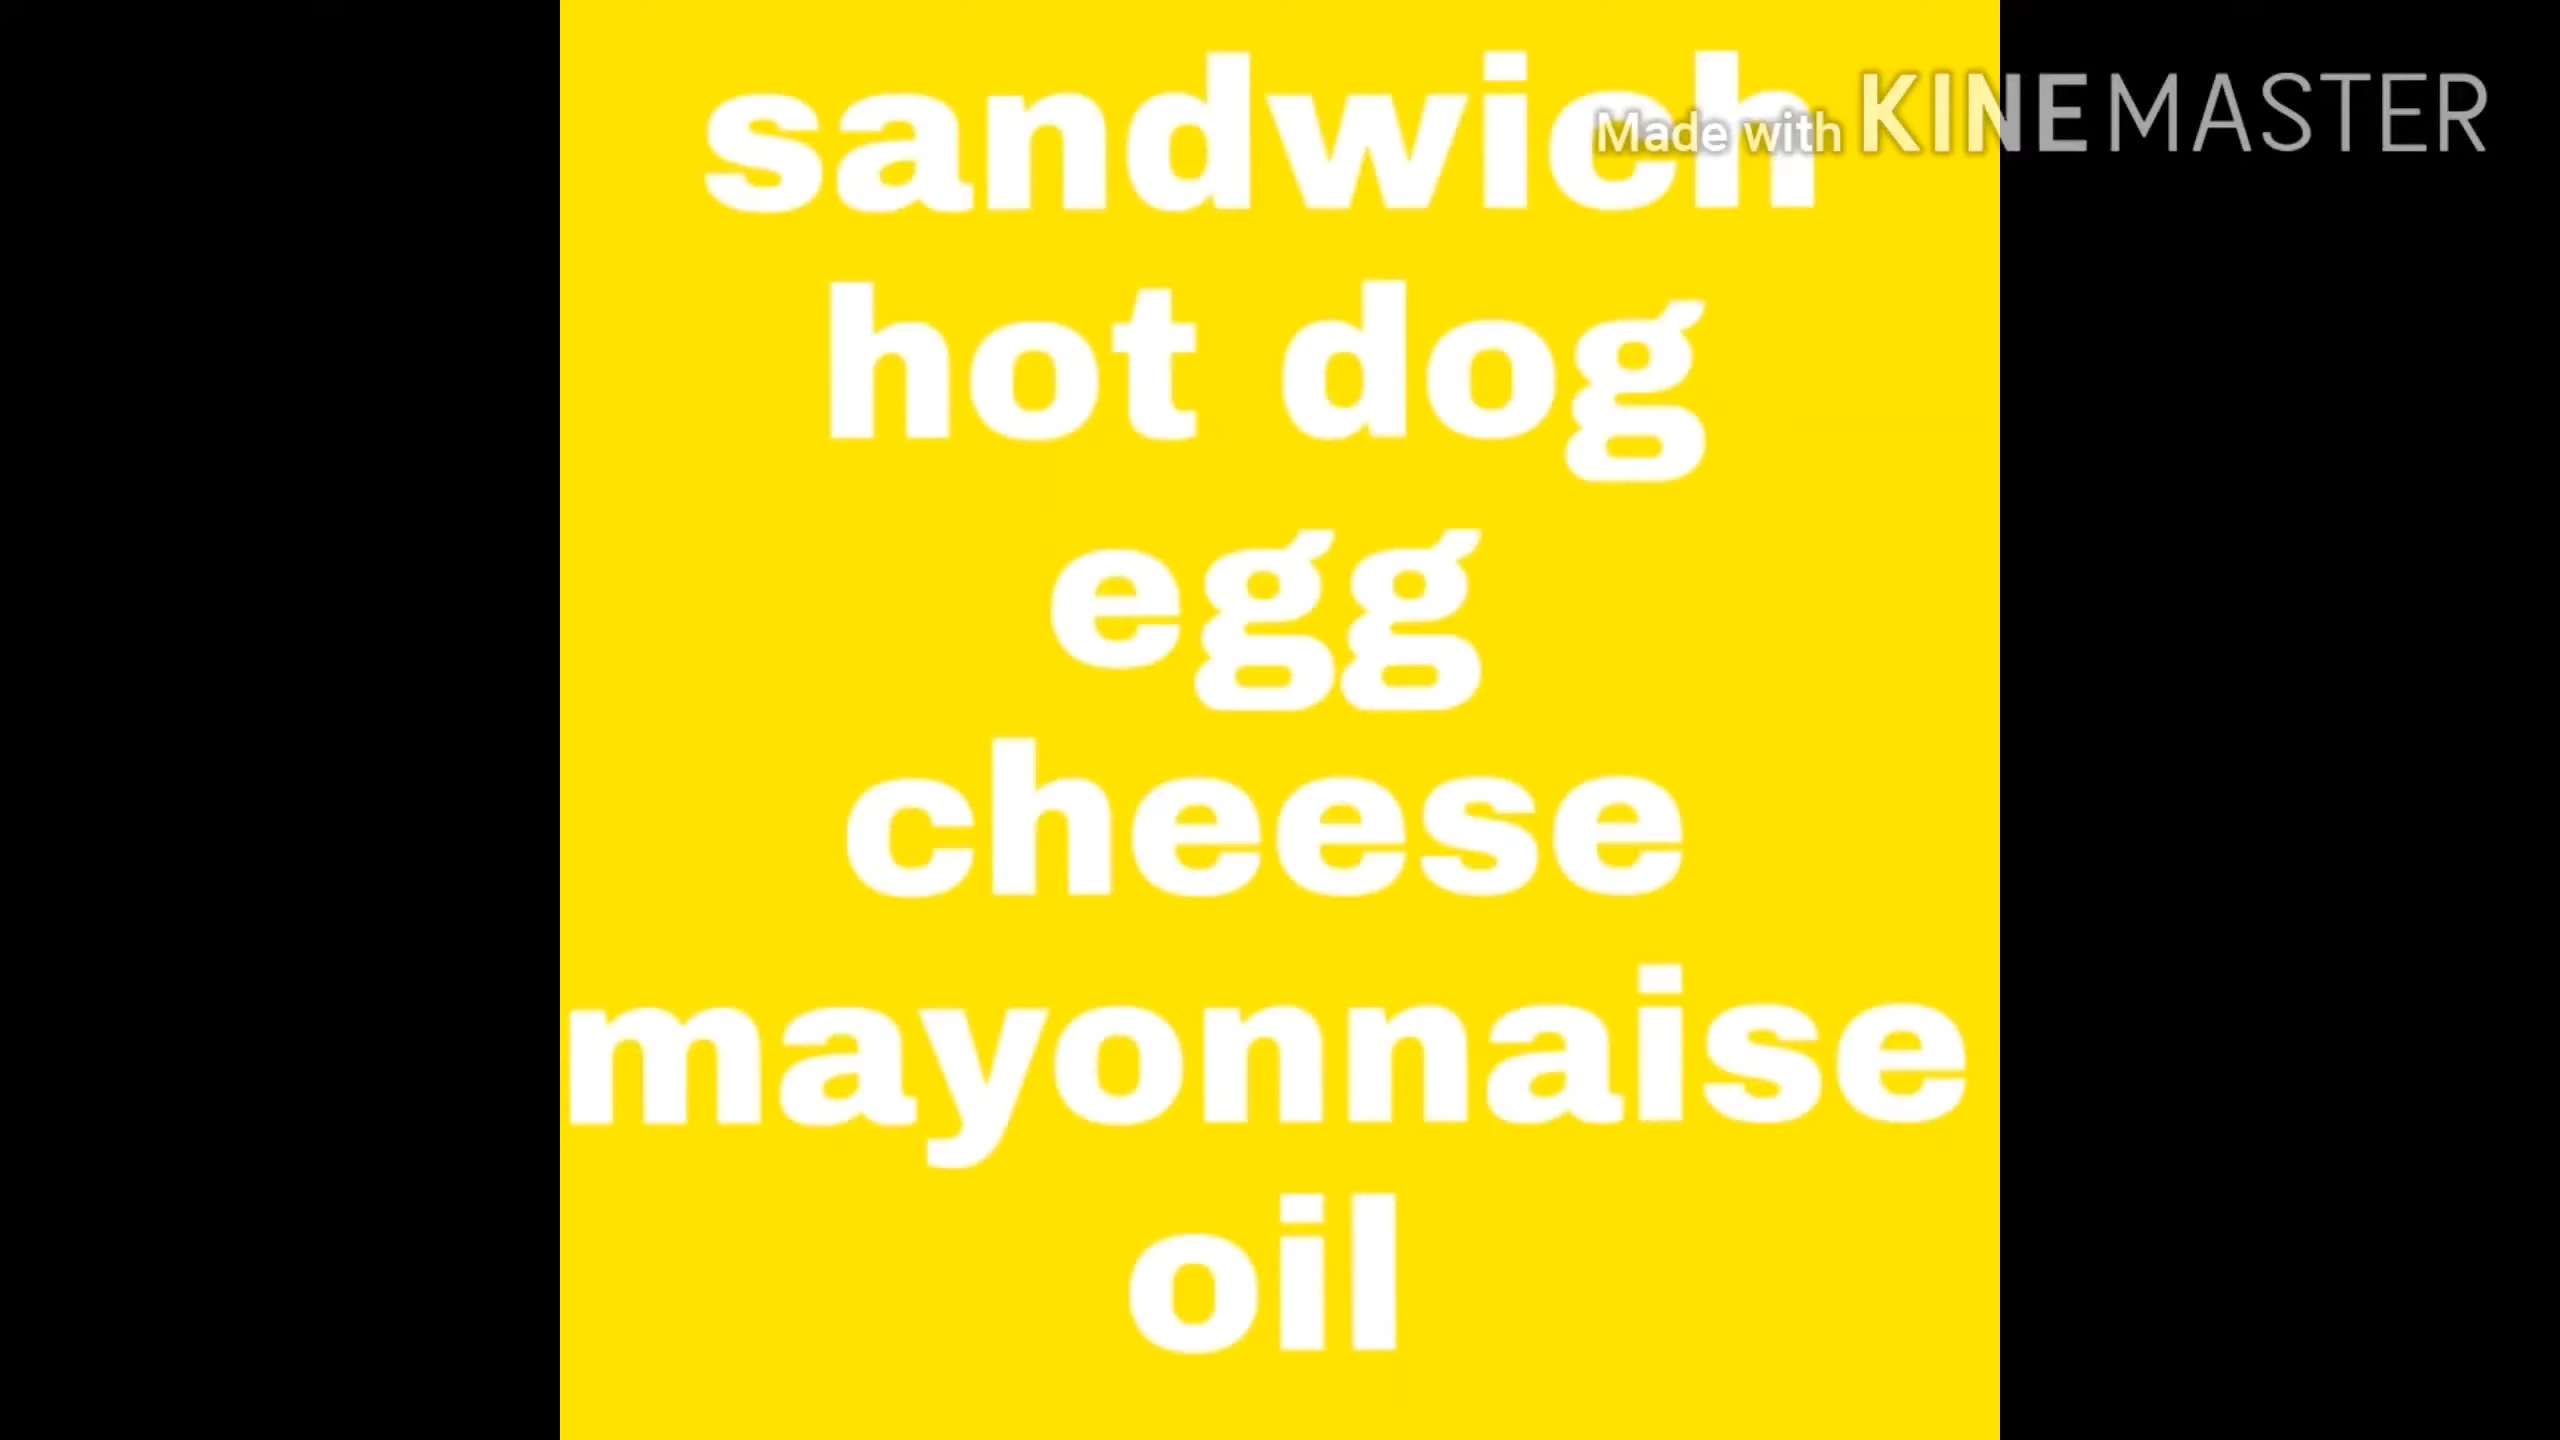 sandwich
Made with KINEMASTER
hot dog
egg
cheese
mayonnaise
oil